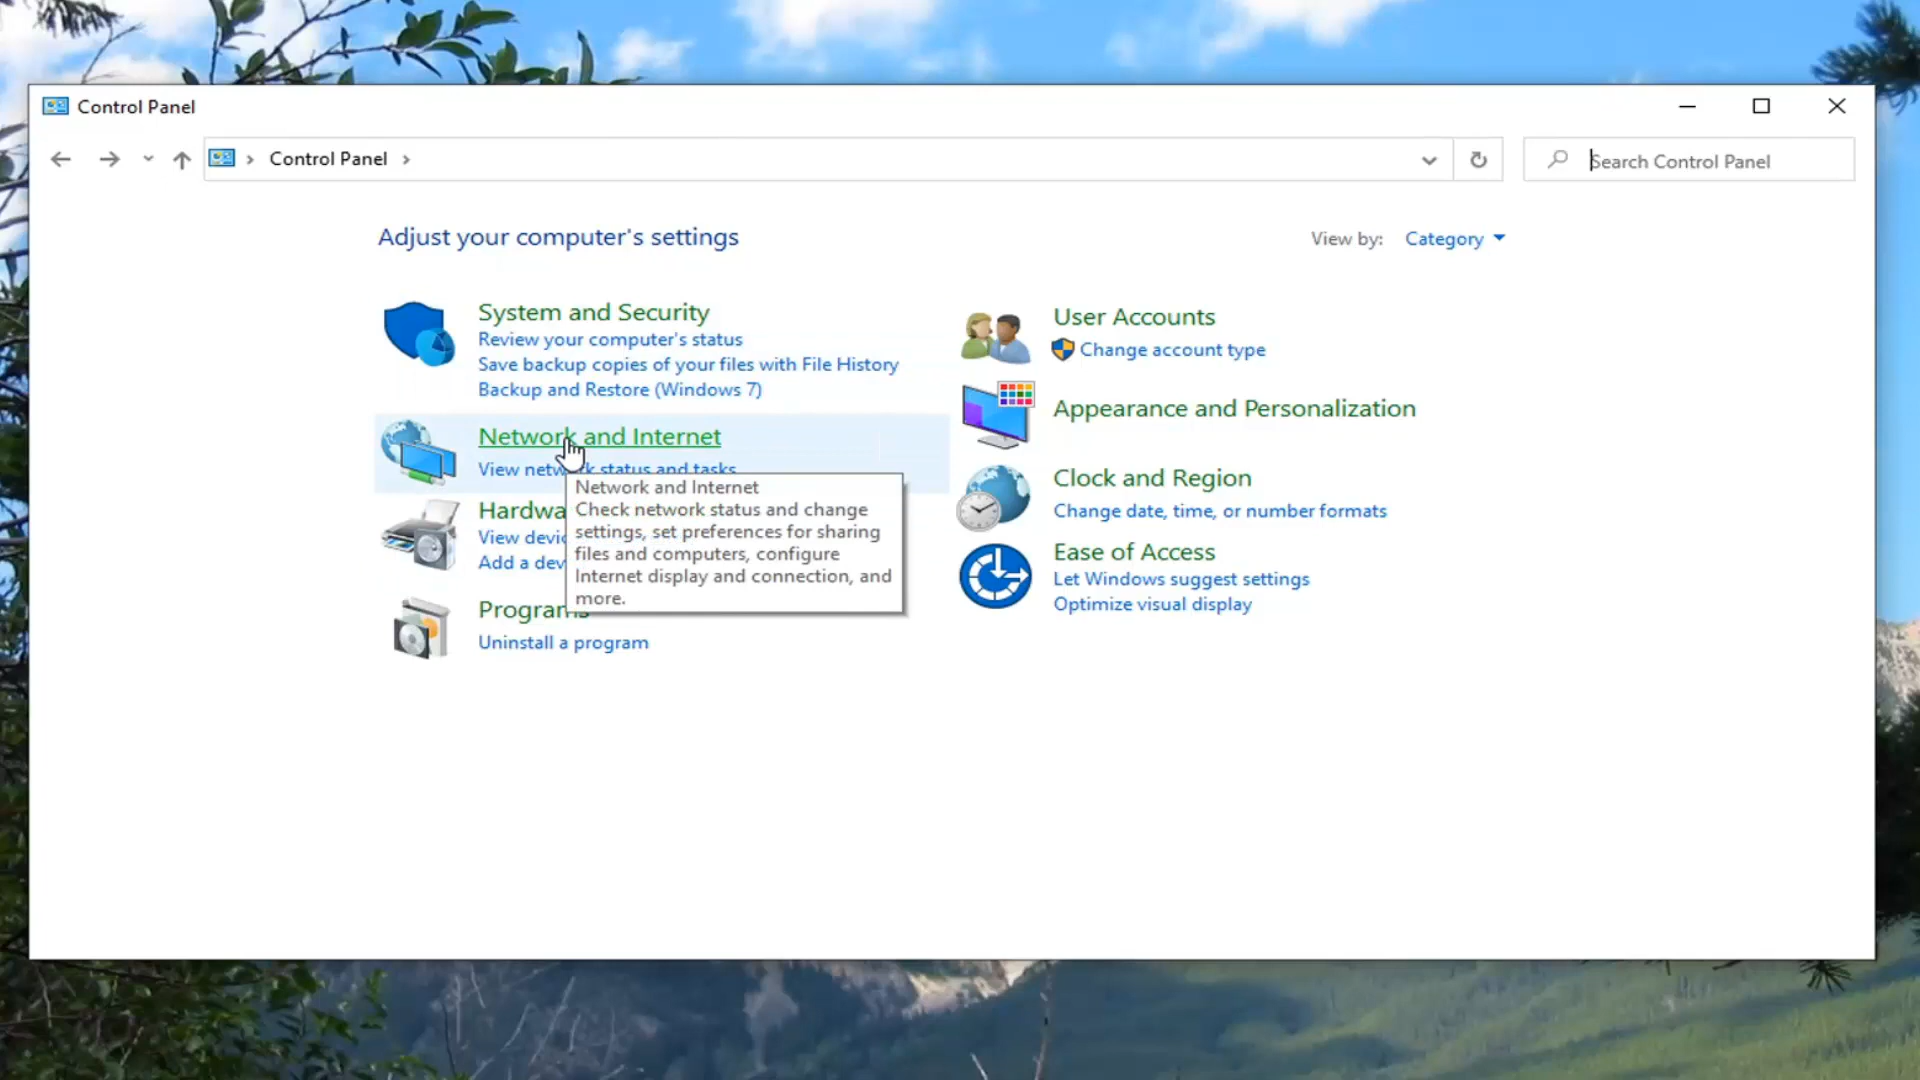 Control Panel
Control Panel
Search Control Panel
Adjust your computer's settings
View by: Category
System and Security
Review your computer's status
Save backup copies of your files with File History
Backup and Restore (Windows 7)
Network and Internet
View network status and tasks
Network and Internet
Check network status and change
settings, set preferences for sharing
files and computers, configure
Internet display and connection, and
more.
View
Add a
Programs
Uninstall a program
User Accounts
Change account type
Appearance and Personalization
Clock and Region
Change date, time, or number formats
Ease of Access
Let Windows suggest settings
Optimize visual display